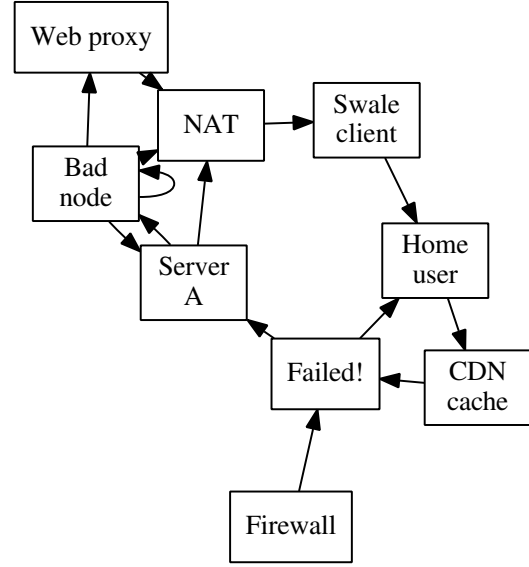 Web proxy
NAT
Swale
client
Bad
node
Server
A
Home
user
Failed!
CDN
cache
Firewall